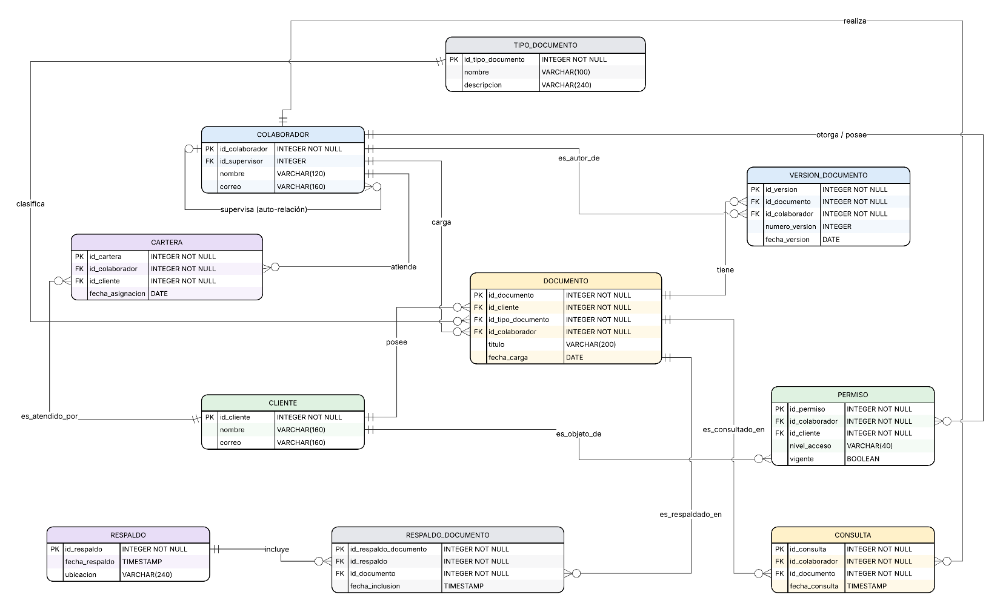 realiza
TIPO_DOCUMENTO
PK id_tipo_documento INTEGER NOT NULL
nombre VARCHAR(100)
descripcion VARCHAR(240)
COLABORADOR
PK id_colaborador INTEGER NOT NULL
FK id_supervisor INTEGER
nombre VARCHAR(120)
correo VARCHAR(160)
otorga / posee
es_autor_de
VERSION_DOCUMENTO
PK id_version INTEGER NOT NULL
FK id_documento INTEGER NOT NULL
FK id_colaborador INTEGER NOT NULL
numero_version INTEGER
fecha_version DATE
clasifica
supervisa (auto-relación)
carga
CARTERA
PK id_cartera INTEGER NOT NULL
FK id_colaborador INTEGER NOT NULL
FK id_cliente INTEGER NOT NULL
fecha_asignacion DATE
atiende
tiene
DOCUMENTO
PK id_documento INTEGER NOT NULL
FK id_cliente INTEGER NOT NULL
FK id_tipo_documento INTEGER NOT NULL
FK id_colaborador INTEGER NOT NULL
titulo VARCHAR(200)
fecha_carga DATE
posee
CLIENTE
PK id_cliente INTEGER NOT NULL
nombre VARCHAR(160)
correo VARCHAR(160)
es_atendido_por
es_objeto_de
es_consultado_en
PERMISO
PK id_permiso INTEGER NOT NULL
FK id_colaborador INTEGER NOT NULL
FK id_cliente INTEGER NOT NULL
nivel_acceso VARCHAR(40)
vigente BOOLEAN
es_respaldado_en
RESPALDO
PK id_respaldo INTEGER NOT NULL
fecha_respaldo TIMESTAMP
ubicacion VARCHAR(240)
incluye
RESPALDO_DOCUMENTO
PK id_respaldo_documento INTEGER NOT NULL
FK id_respaldo INTEGER NOT NULL
FK id_documento INTEGER NOT NULL
fecha_inclusion TIMESTAMP
CONSULTA
PK id_consulta INTEGER NOT NULL
FK id_colaborador INTEGER NOT NULL
FK id_documento INTEGER NOT NULL
fecha_consulta TIMESTAMP